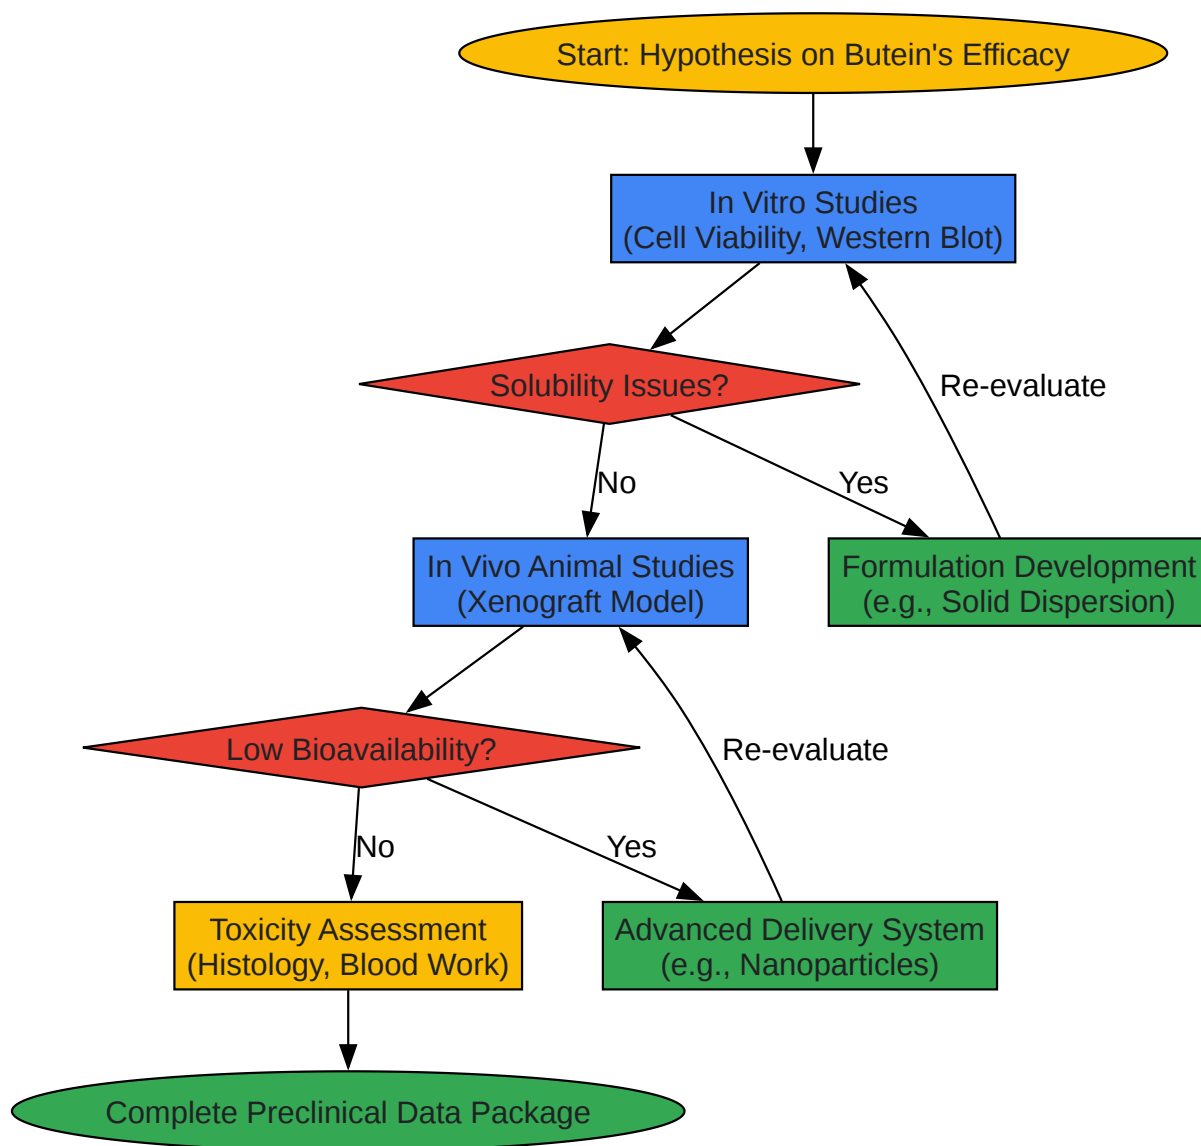 Start: Hypothesis on Butein's Efficacy
In Vitro Studies
(Cell Viability, Western Blot)
Solubility Issues?
Re-evaluate
No
Yes
In Vivo Animal Studies
(Xenograft Model)
Formulation Development
(e.g., Solid Dispersion)
Low Bioavailability?
Re-evaluate
No
Yes
Toxicity Assessment
(Histology, Blood Work)
Advanced Delivery System
(e.g., Nanoparticles)
Complete Preclinical Data Package